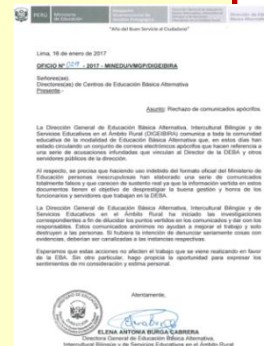 PERÚ Ministerio de Educación
"Año del Buen Servicio al Ciudadano"
Lima, 16 de enero de 2017
OFICIO N° - 2017 - MINEDU/VMGP/DIGEIBIRA
Señores(as):
Directores(as) de Centros de Educación Básica Alternativa
Presente.-
Asunto: Rechazo de comunicados apócrifos.
La Dirección General de Educación Básica Alternativa, Intercultural Bilingüe y de
Servicios Educativos en el Ámbito Rural (DIGEIBIRA) comunica a toda la comunidad
educativa de la modalidad de Educación Básica Alternativa que, en estos días han
estado circulando un conjunto de correos electrónicos apócrifos que hacen referencia a
una serie de acusaciones infundadas que vinculan al Director de la DEBA y otros
servidores públicos de la dirección.
Al respecto, se precisa que haciendo uso indebido del formato oficial del Ministerio de
Educación personas inescrupulosas han elaborado una serie de comunicados
totalmente falsos y que carecen de sustento real ya que la información vertida en estos
documentos tienen el objetivo de desprestigiar la buena gestión y honra de los
funcionarios y servidores que trabajan en la DEBA.
La Dirección General de Educación Básica Alternativa, Intercultural Bilingüe y de
Servicios Educativos en el Ámbito Rural ha iniciado las investigaciones
correspondientes a fin de dilucidar los puntos vertidos en los comunicados y dar con los
responsables. Estos comunicados anónimos no ayudan a mejorar el trabajo y solo
destruyen a las personas. Si hubiera la intención de denunciar seriamente cosas con
evidencias, deberían ser canalizadas a las instancias respectivas.
Esperamos que estas acciones no afecten el trabajo que se viene realizando en favor
de la EBA. Sin otro particular, hago propicia la oportunidad para expresar los
sentimientos de mi consideración y estima personal.
Atentamente,
ELENA ANTONIA BURGA CABRERA
Directora General de Educación Básica Alternativa,
Intercultural Bilingüe y de Servicios Educativos en el Ámbito Rural